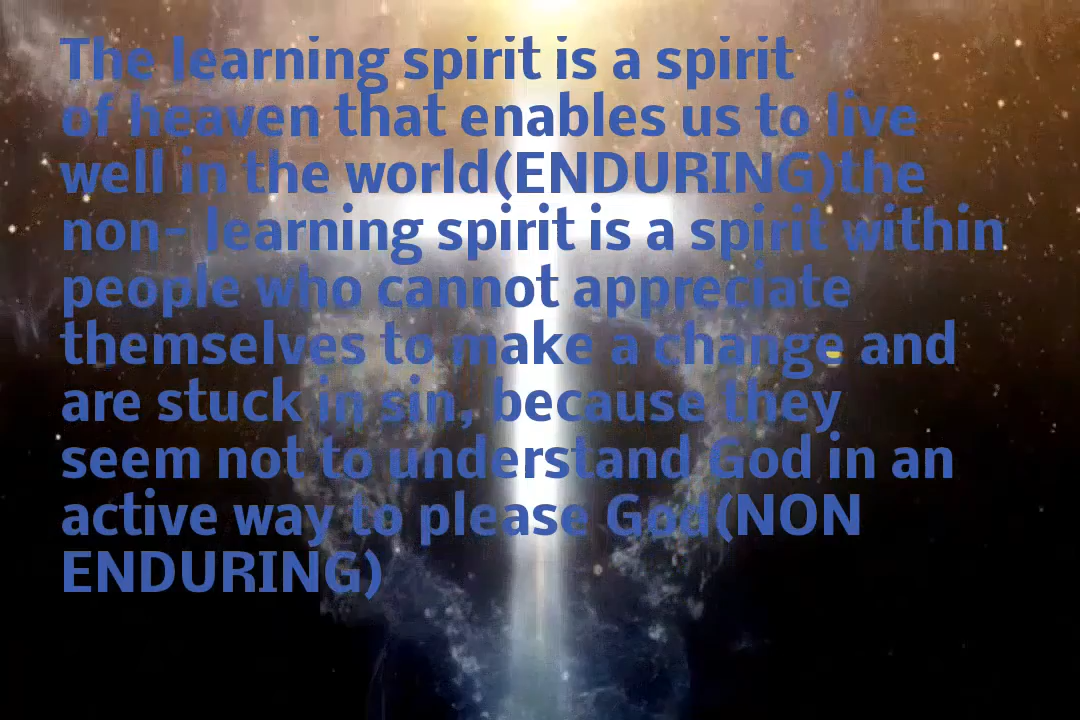 The learning spirit is a spirit
of heaven that enables us to live
well in the world(ENDURING)the
non- learning spirit is a spirit within
people who cannot appreciate
themselves to make a change and
are stuck in sin, because they
seem not to understand God in an
active way to please God(NON
ENDURING)